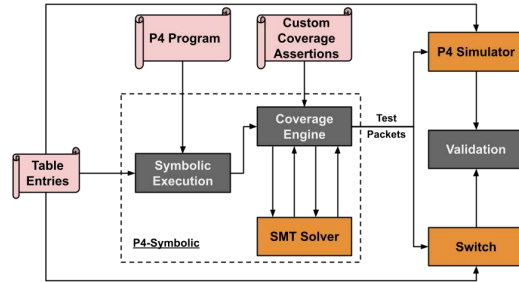 P4 Program
Custom
Coverage
Assertions
P4 Simulator
Coverage
Engine
Test
Packets
Table
Entries
Symbolic
Execution
Validation
SMT Solver
P4-Symbolic
Switch